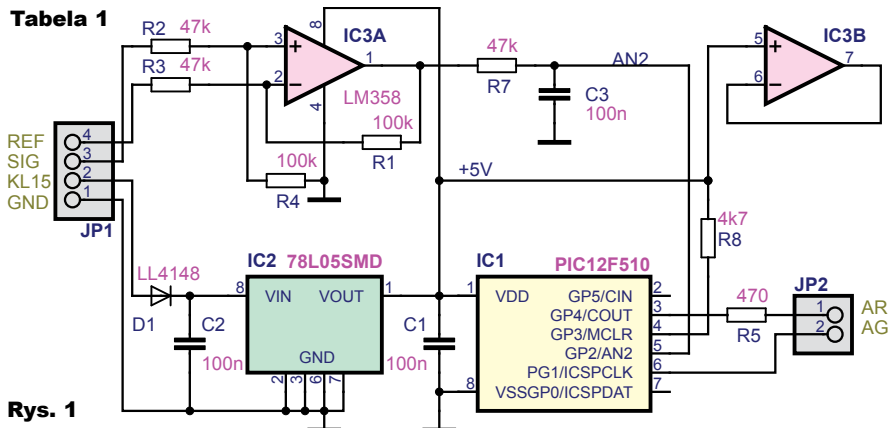 Tabela 1
R2
47k
R3
47k
3
2
8
4
1
IC3A
LM358
100k
R1
100k
R4
47k
R7
AN2
C3
100n
5
6
7
IC3B
REF
SIG
KL15
GND
4
3
2
1
JP1
+5V
4k7
R8
LL4148
D1
C2
100n
IC2 78L05SMD
8
1
VIN VOUT
GND
2
3
6
7
C1
100n
IC1 PIC12F510
1
8
VDD GP5/CIN
GP4/COUT
GP3/MCLR
GP2/AN2
PG1/ICSPCLK
VSSGP0/ICSPDAT
2
3
4
5
6
7
470
R5
JP2
1
2
AR
AG
Rys. 1